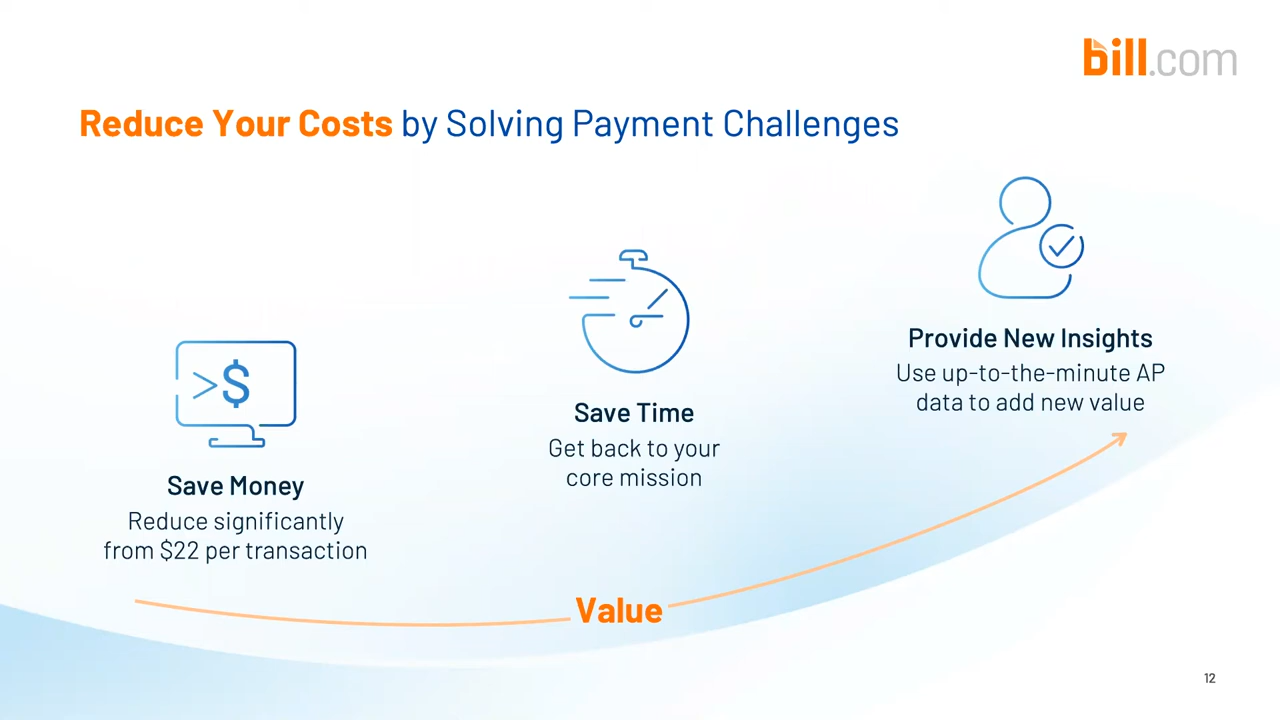 bill.com
Reduce Your Costs by Solving Payment Challenges
>$
Save Money
Reduce significantly
from $22 per transaction
Save Time
Get back to your
core mission
Provide New Insights
Use up-to-the-minute AP
data to add new value
Value
12